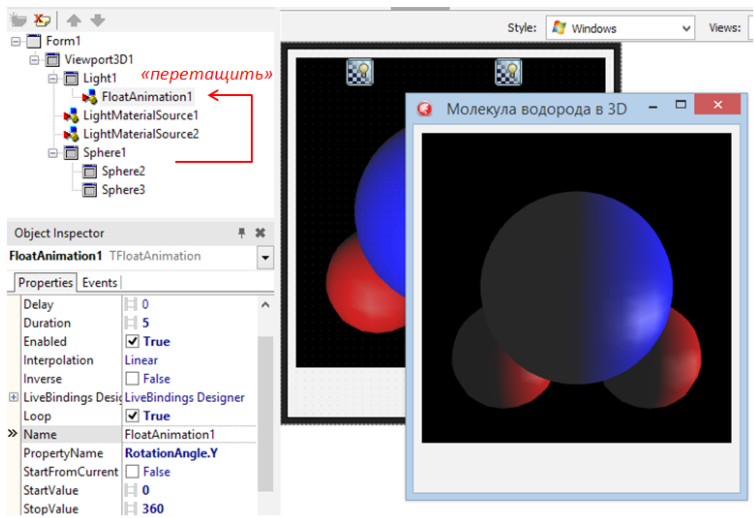 Style:
Windows
Views:
Form1
Viewport3D1
Light1
«перетащить»
FloatAnimation1
LightMaterialSource1
LightMaterialSource2
Sphere1
Sphere2
Sphere3
Молекула водорода в 3D
Object Inspector
FloatAnimation1 TFloatAnimation
Properties Events
Delay 0
Duration 5
Enabled True
Interpolation Linear
Inverse False
LiveBindings Desig LiveBindings Designer
Loop True
Name FloatAnimation1
PropertyName RotationAngle.Y
StartFromCurrent False
StartValue 0
StopValue 360